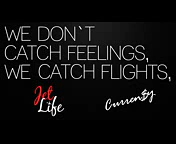 WE DON`T
CATCH FEELINGS,
WE CATCH FLIGHTS,
Jet
Life
Curren$y